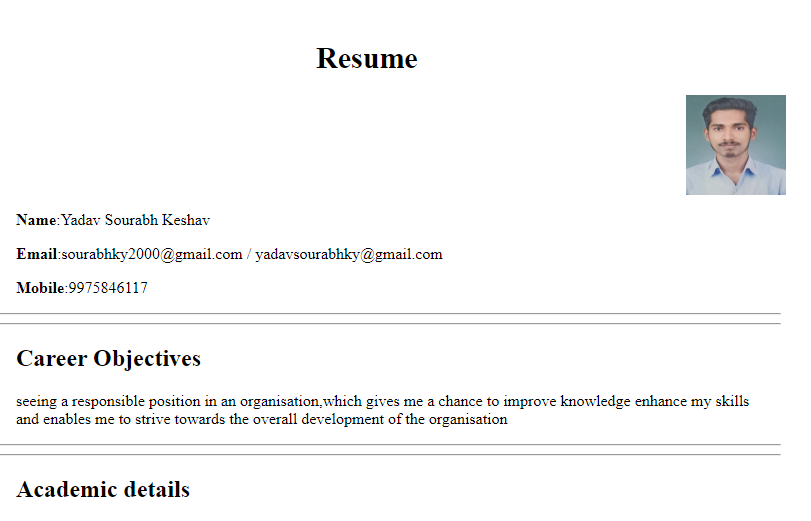 Resume
Name:Yadav Sourabh Keshav
Email:sourabhky2000@gmail.com / yadavsourabhky@gmail.com
Mobile:9975846117
Career Objectives
seeing a responsible position in an organisation,which gives me a chance to improve knowledge enhance my skills
and enables me to strive towards the overall development of the organisation
Academic details